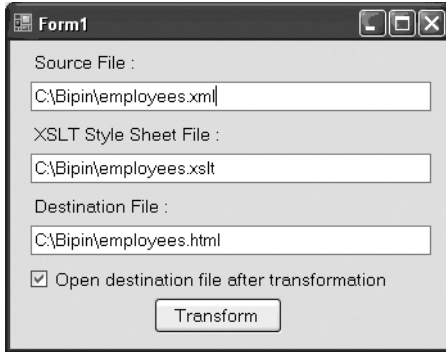 Form1
Source File :
C:\Bipin\employees.xml
XSLT Style Sheet File :
C:\Bipin\employees.xslt
Destination File :
C:\Bipin\employees.html
Open destination file after transformation
Transform